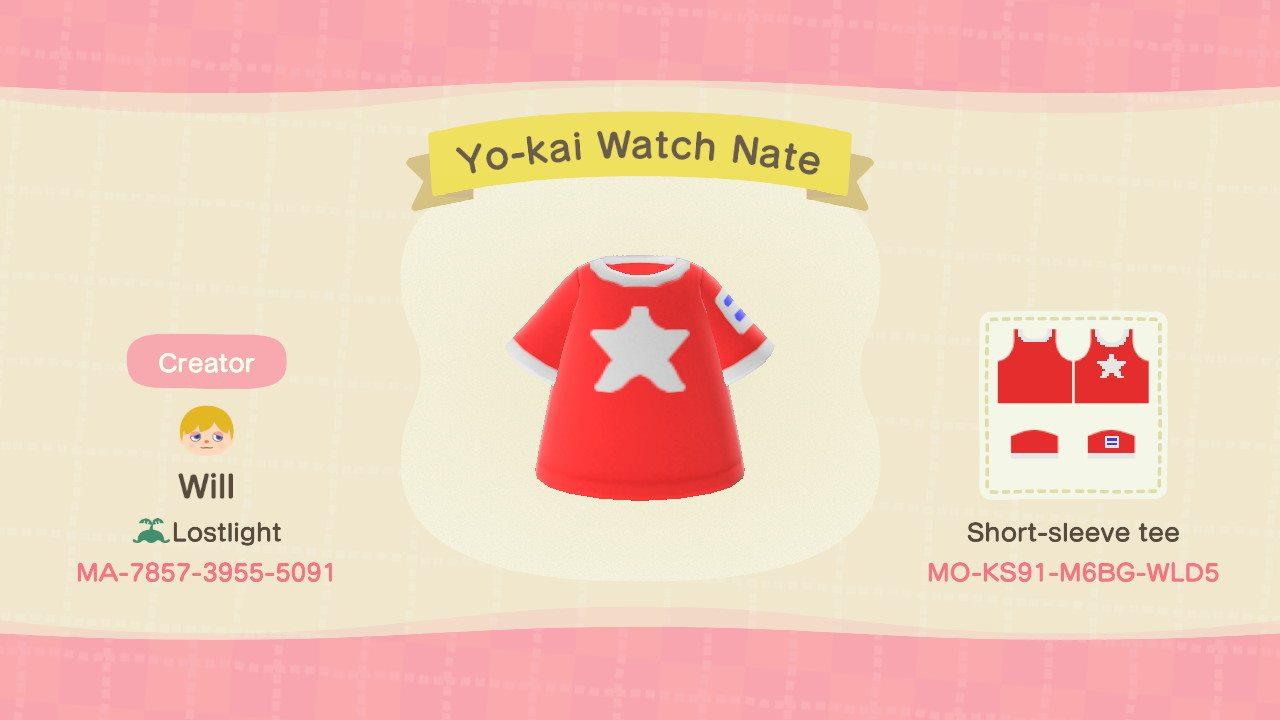 Yo-kai Watch Nate
Creator
Will
Lostlight
MA-7857-3955-5091
Short-sleeve tee
MO-KS91-M6BG-WLD5